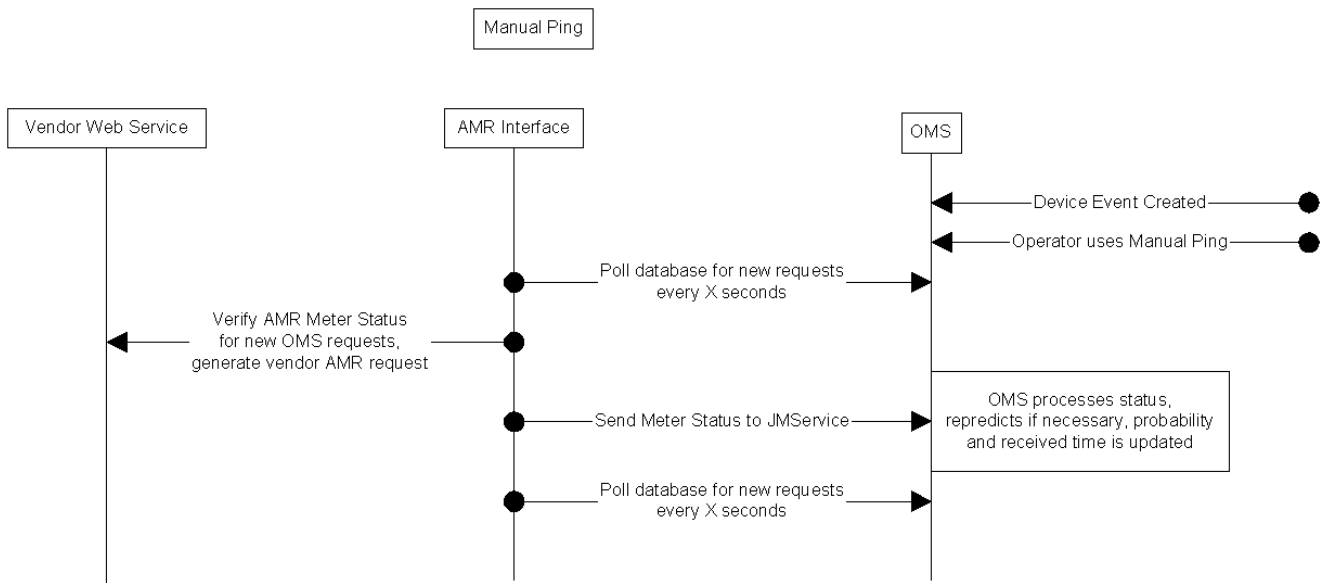 Manual Ping
Vendor Web Service
AMR Interface
OMS
Device Event Created
Operator uses Manual Ping
Poll database for new requests
every X seconds
Verify AMR Meter Status
for new OMS requests,
generate vendor AMR request
Send Meter Status to JMService
OMS processes status,
repredicts if necessary, probability
and received time is updated
Poll database for new requests
every X seconds